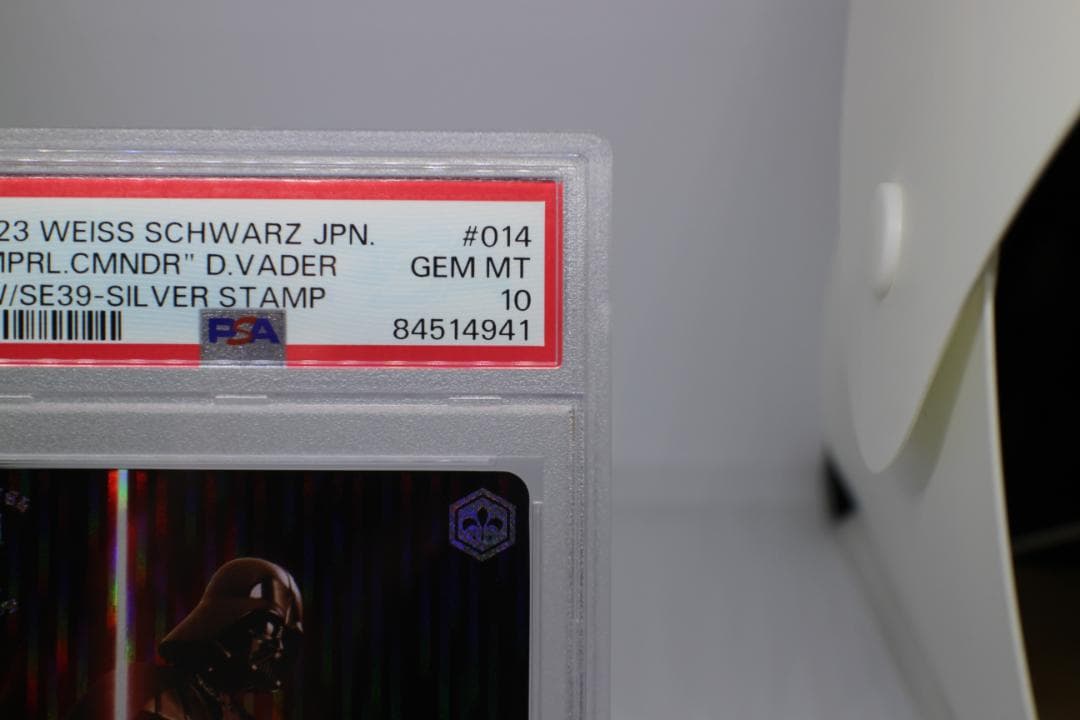 23 WEISS SCHWARZ JPN. #014
MPRL.CMNDR" D.VADER GEM MT
/SE39-SILVER STAMP 10
PSA 84514941